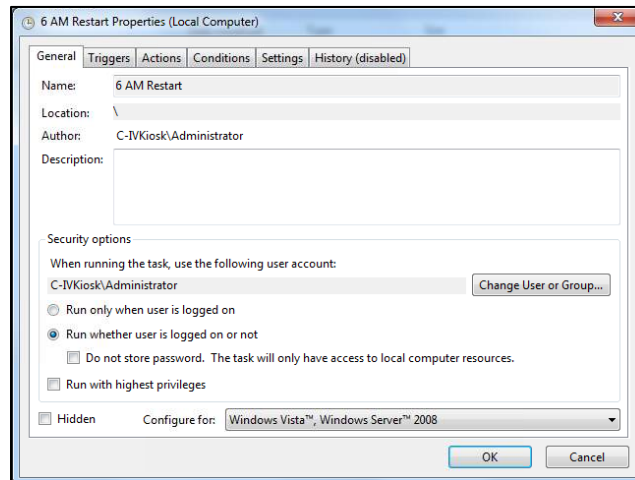 6 AM Restart Properties (Local Computer)
General Triggers Actions Conditions Settings History (disabled)
Name: 6 AM Restart
Location: \
Author: C-IVKiosk\Administrator
Description:
Security options
When running the task, use the following user account:
C-IVKiosk\Administrator Change User or Group...
Run only when user is logged on
Run whether user is logged on or not
Do not store password. The task will only have access to local computer resources.
Run with highest privileges
Hidden Configure for: Windows Vista™, Windows Server™ 2008
OK Cancel